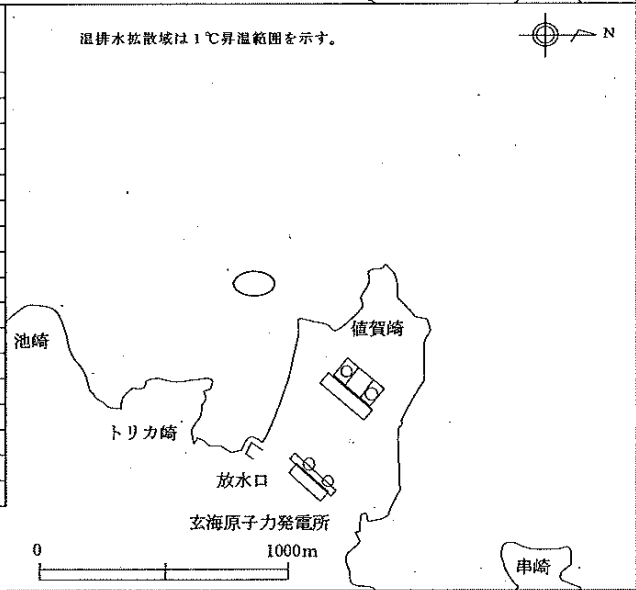 温排水拡散域は1℃昇温範囲を示す。
N
池崎
値賀崎
トリカ崎
放水口
玄海原子力発電所
0 1000m
串崎